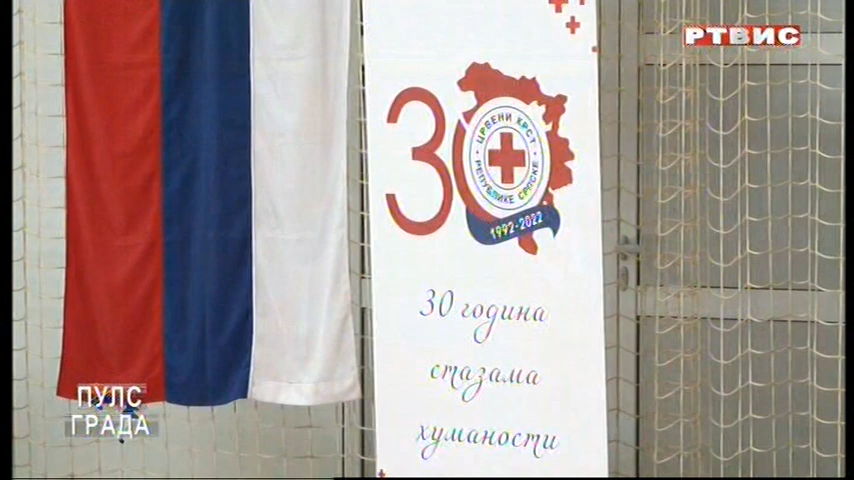 РТВИС
30
ЦРВЕНИ КРСТ
РЕПУБЛИКЕ СРПСКЕ
1992-2022
30 година
стазама
хуманости
ПУЛС
ГРАДА